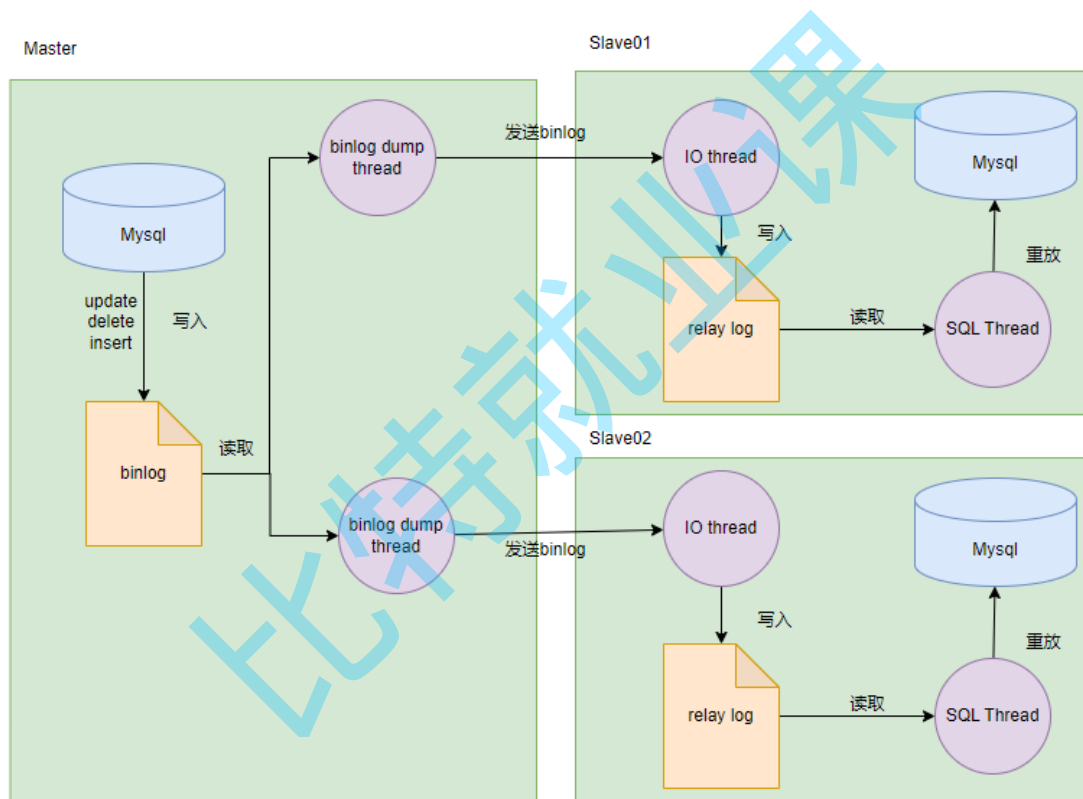 Master
Mysql
update
delete
insert
写入
binlog
读取
binlog dump
thread
发送binlog
binlog dump
thread
发送binlog
Slave01
IO thread
写入
relay log
读取
SQL Thread
重放
Mysql
Slave02
IO thread
写入
relay log
读取
SQL Thread
重放
Mysql
比特就业课